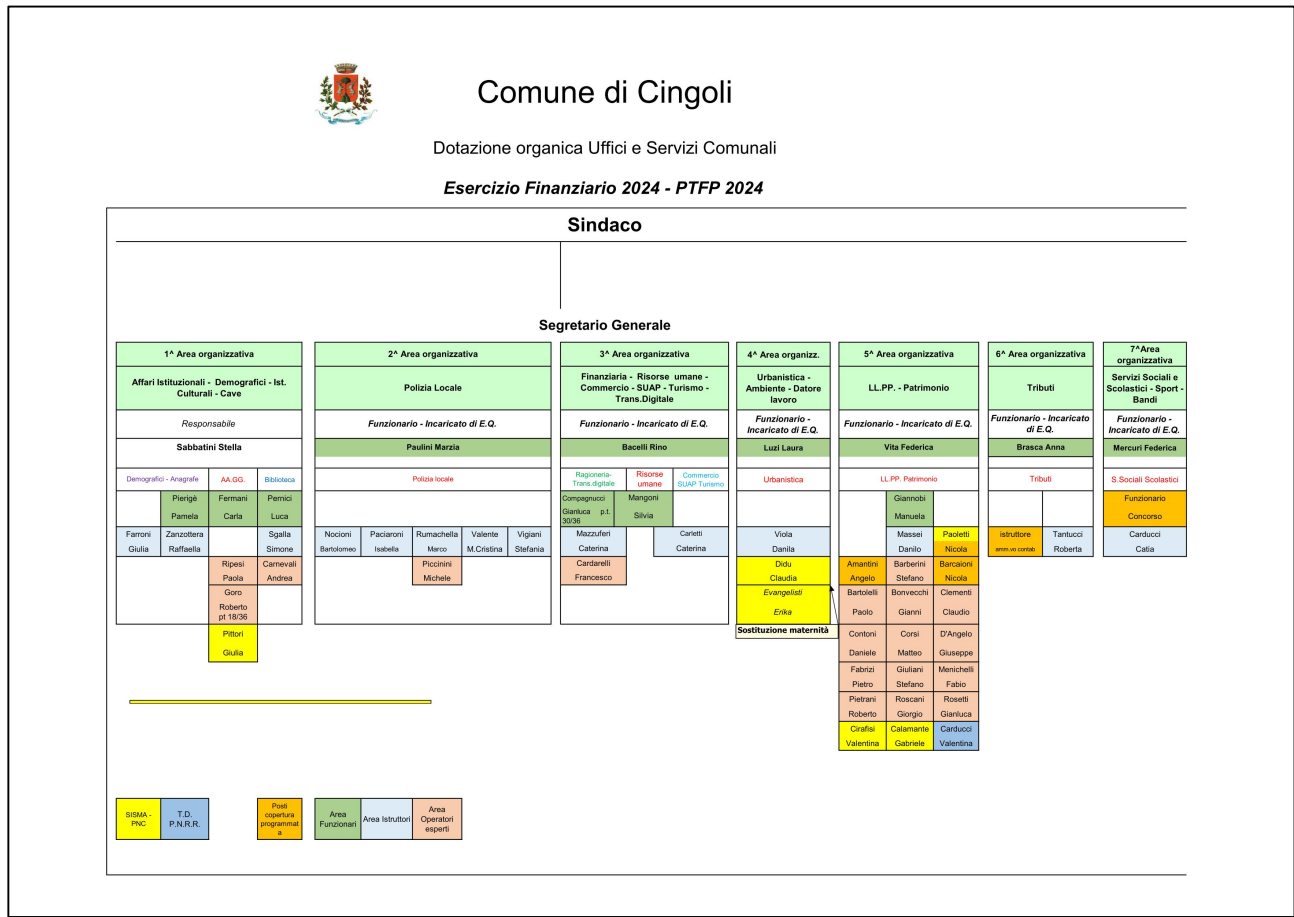 Comune di Cingoli
Dotazione organica Uffici e Servizi Comunali
Esercizio Finanziario 2024 - PTFP 2024
Sindaco
Segretario Generale
1^ Area organizzativa
Affari Istituzionali - Demografici - Ist.
Culturali - Cave
Responsabile
Sabbatini Stella
Demografici - Anagrafe
AA.GG.
Biblioteca
Pierigè
Pamela
Fermani
Carla
Pernici
Luca
Farroni
Giulia
Zanzottera
Raffaella
Sgalla
Simone
Ripesi
Paola
Carnevali
Andrea
Goro
Roberto
pt 18/36
Pittori
Giulia
2^ Area organizzativa
Polizia Locale
Funzionario - Incaricato di E.Q.
Paulini Marzia
Polizia locale
Nocioni
Bartolomeo
Paciaroni
Isabella
Rumachella
Marco
Valente
M.Cristina
Vigiani
Stefania
Piccinini
Michele
3^ Area organizzativa
Finanziaria - Risorse umane -
Commercio - SUAP - Turismo -
Trans.Digitale
Funzionario - Incaricato di E.Q.
Bacelli Rino
Ragioneria-
Trans.digitale
Risorse
umane
Commercio
SUAP Turismo
Compagnucci
Gianluca p.t.
30/36
Mangoni
Silvia
Mazzuferi
Caterina
Carletti
Caterina
Cardarelli
Francesco
4^ Area organizz.
Urbanistica -
Ambiente - Datore
lavoro
Funzionario -
Incaricato di E.Q.
Luzi Laura
Urbanistica
Viola
Danila
Didu
Claudia
Evangelisti
Erika
Sostituzione maternità
5^ Area organizzativa
LL.PP. - Patrimonio
Funzionario - Incaricato di E.Q.
Vita Federica
LL.PP. Patrimonio
Giannobi
Manuela
Massei
Danilo
Paoletti
Nicola
Amantini
Angelo
Barberini
Stefano
Barcaioni
Nicola
Bartolelli
Paolo
Bonvecchi
Gianni
Clementi
Claudio
Contoni
Daniele
Corsi
Matteo
D'Angelo
Giuseppe
Fabrizi
Pietro
Giuliani
Stefano
Menichelli
Fabio
Pietrani
Roberto
Roscani
Giorgio
Rosetti
Gianluca
Cirafisi
Valentina
Calamante
Gabriele
Carducci
Valentina
6^ Area organizzativa
Tributi
Funzionario - Incaricato
di E.Q.
Brasca Anna
Tributi
istruttore
amm.vo contab
Tantucci
Roberta
7^Area
organizzativa
Servizi Sociali e
Scolastici - Sport -
Bandi
Funzionario -
Incaricato di E.Q.
Mercuri Federica
S.Sociali Scolastici
Funzionario
Concorso
Carducci
Catia
SISMA -
PNC
T.D.
P.N.R.R.
Posti
copertura
programmat
a
Area
Funzionari
Area Istruttori
Area
Operatori
esperti